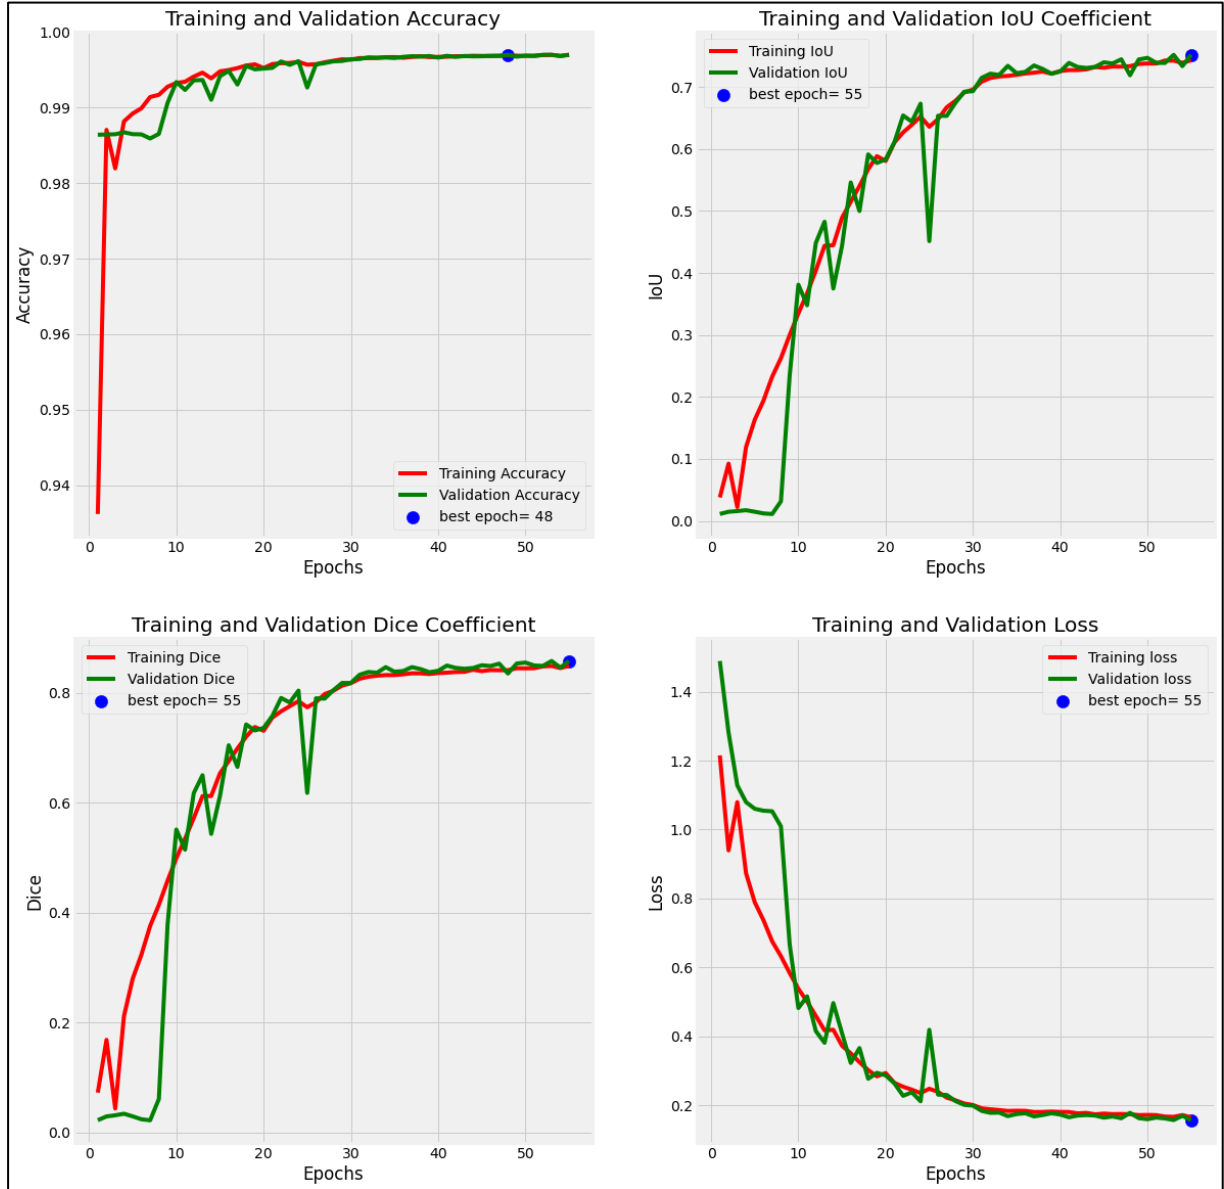 Training and Validation Accuracy
1.00
0.99
0.98
0.97
0.96
0.95
0.94
Accuracy
Training Accuracy
Validation Accuracy
best epoch= 48
0 10 20 30 40 50
Epochs
Training and Validation IoU Coefficient
Training IoU
Validation IoU
best epoch= 55
0.7
0.6
0.5
0.4
0.3
0.2
0.1
0.0
IoU
0 10 20 30 40 50
Epochs
Training and Validation Dice Coefficient
Training Dice
Validation Dice
best epoch= 55
0.8
0.6
0.4
0.2
0.0
Dice
0 10 20 30 40 50
Epochs
Training and Validation Loss
Training loss
Validation loss
best epoch= 55
1.4
1.2
1.0
0.8
0.6
0.4
0.2
Loss
0 10 20 30 40 50
Epochs